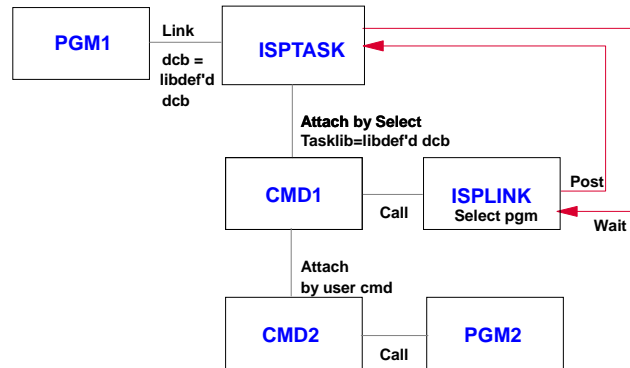 PGM1
Link
dcb =
libdef'd
dcb
ISPTASK
Attach by Select
Tasklib=libdef'd dcb
CMD1
Call
ISPLINK
Select pgm
Post
Wait
Attach
by user cmd
CMD2
Call
PGM2